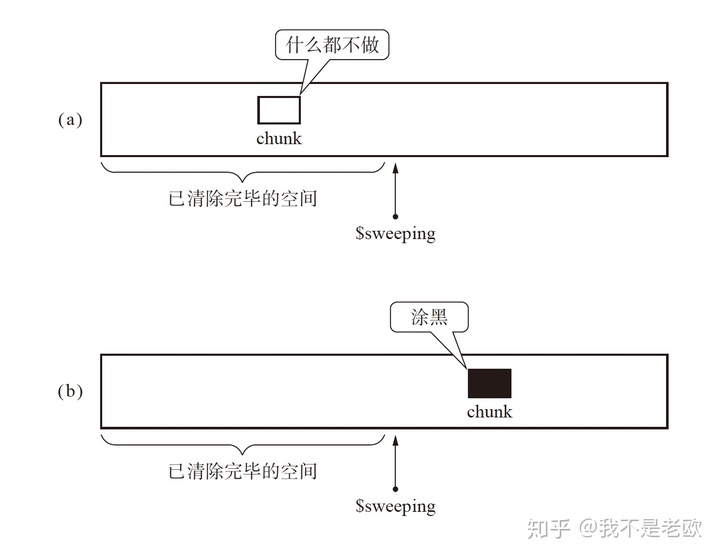 什么都不做
(a)
chunk
已清除完毕的空间
$sweeping
涂黑
(b)
chunk
已清除完毕的空间
$sweeping
知乎 @我不是老欧